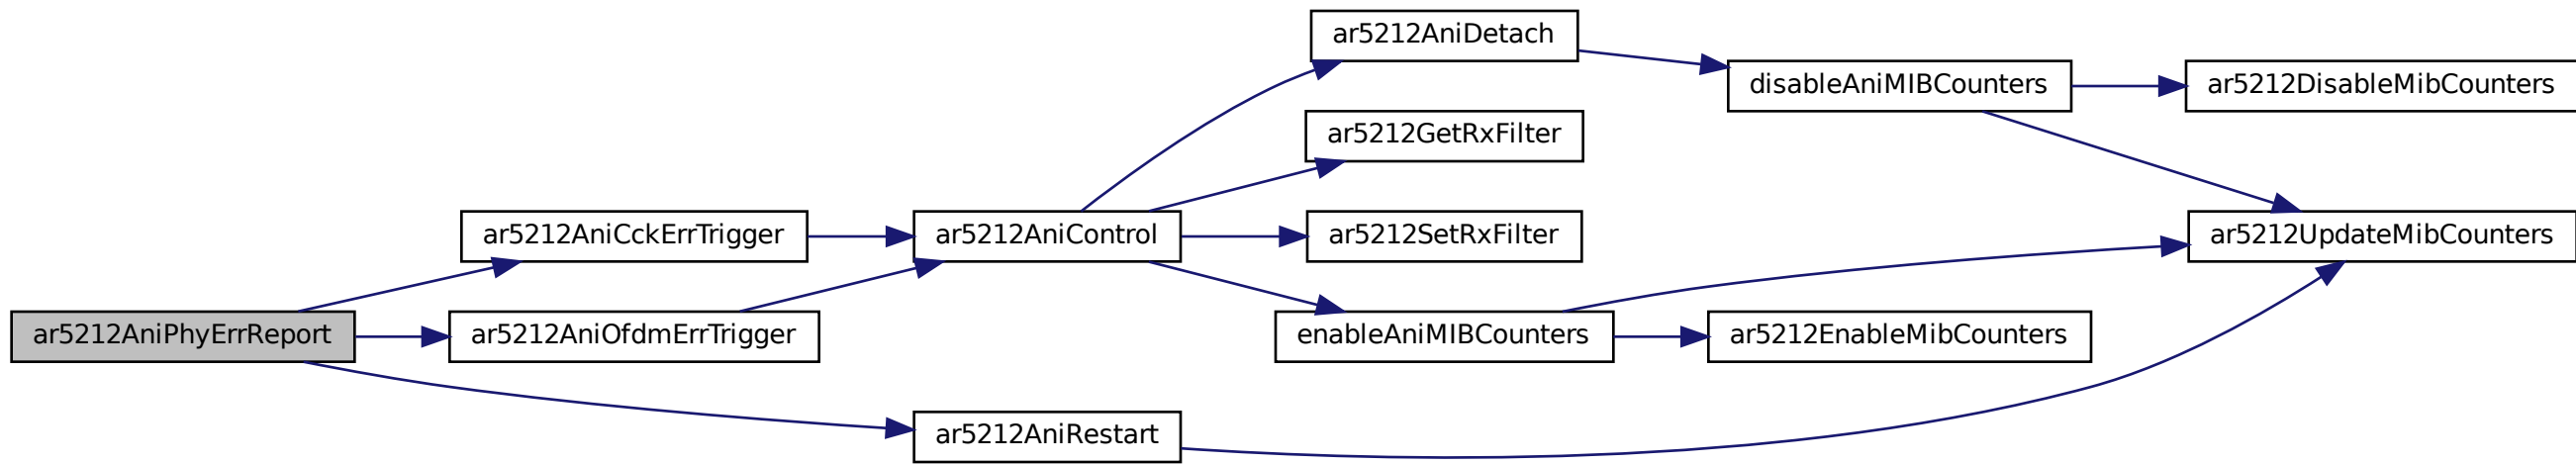 ar5212AniDetach
disableAniMIBCounters
ar5212DisableMibCounters
ar5212GetRxFilter
ar5212AniCckErrTrigger
ar5212AniControl
ar5212SetRxFilter
ar5212UpdateMibCounters
ar5212AniPhyErrReport
ar5212AniOfdmErrTrigger
enableAniMIBCounters
ar5212EnableMibCounters
ar5212AniRestart